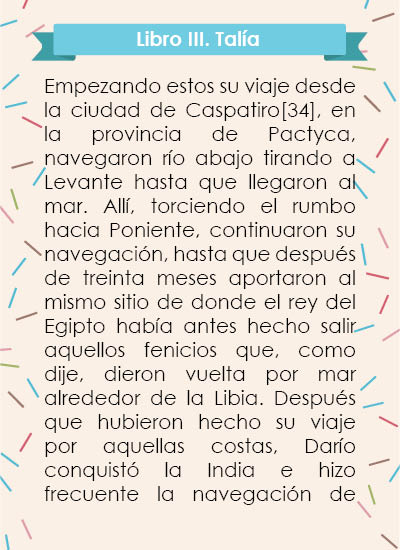 Libro III. Talía
Empezando estos su viaje desde
la ciudad de Caspatiro[34], en
la provincia de Pactyca,
navegaron río abajo tirando a
Levante hasta que llegaron al
mar. Allí, torciendo el rumbo
hacia Poniente, continuaron su
navegación, hasta que después
de treinta meses aportaron al
mismo sitio de donde el rey del
Egipto había antes hecho salir
aquellos fenicios que, como
dije, dieron vuelta por mar
alrededor de la Libia. Después
que hubieron hecho su viaje
por aquellas costas, Darío
conquistó la India e hizo
frecuente la navegación de